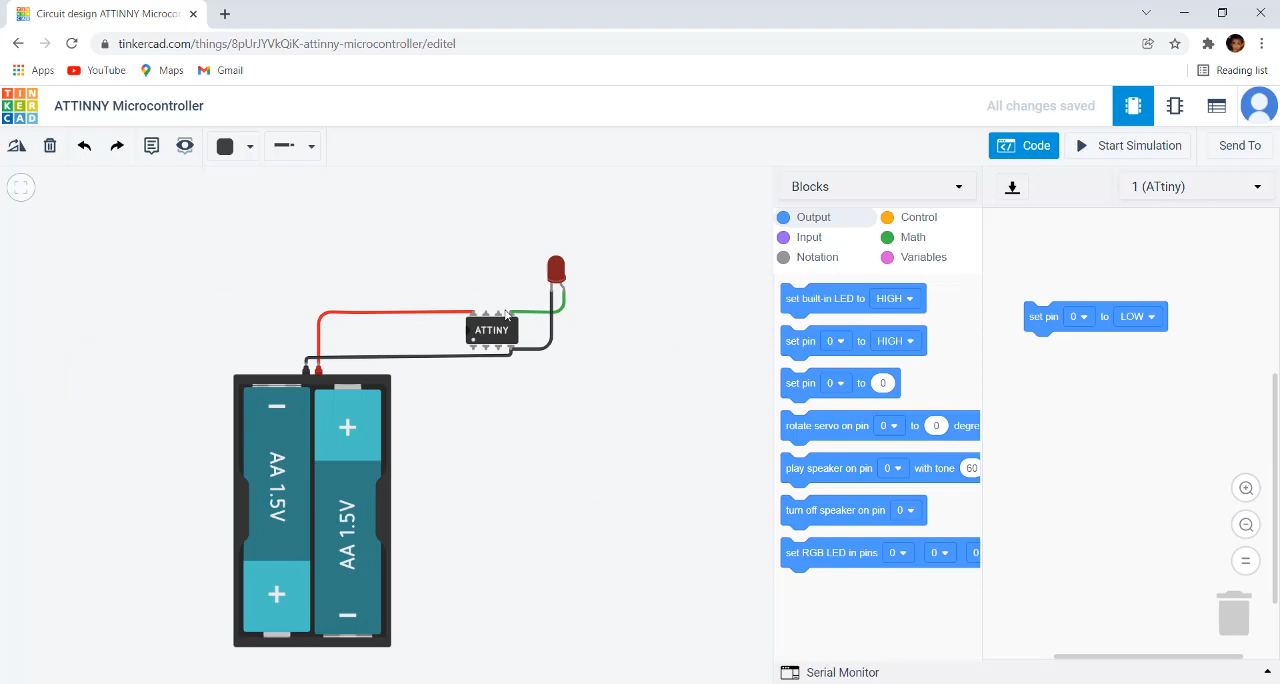 Circuit design ATTINNY Microco
tinkercad.com/things/8pUrJYVkQiK-attinny-microcontroller/editel
Apps YouTube Maps Gmail Reading list
TIN
KER
CAD
ATTINNY Microcontroller All changes saved
Code Start Simulation Send To
Blocks 1 (ATtiny)
Output Control
Input Math
Notation Variables
set built-in LED to HIGH
set pin 0 to HIGH
set pin 0 to 0
rotate servo on pin 0 to 0 degre
play speaker on pin 0 with tone 60
turn off speaker on pin 0
set RGB LED in pins 0 0 0
set pin 0 to LOW
ATTINY
AA 1.5V
AA 1.5V
Serial Monitor